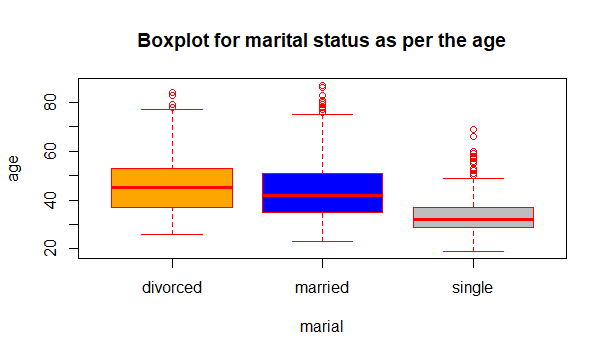 Boxplot for marital status as per the age
age
80
60
40
20
divorced married single
marial